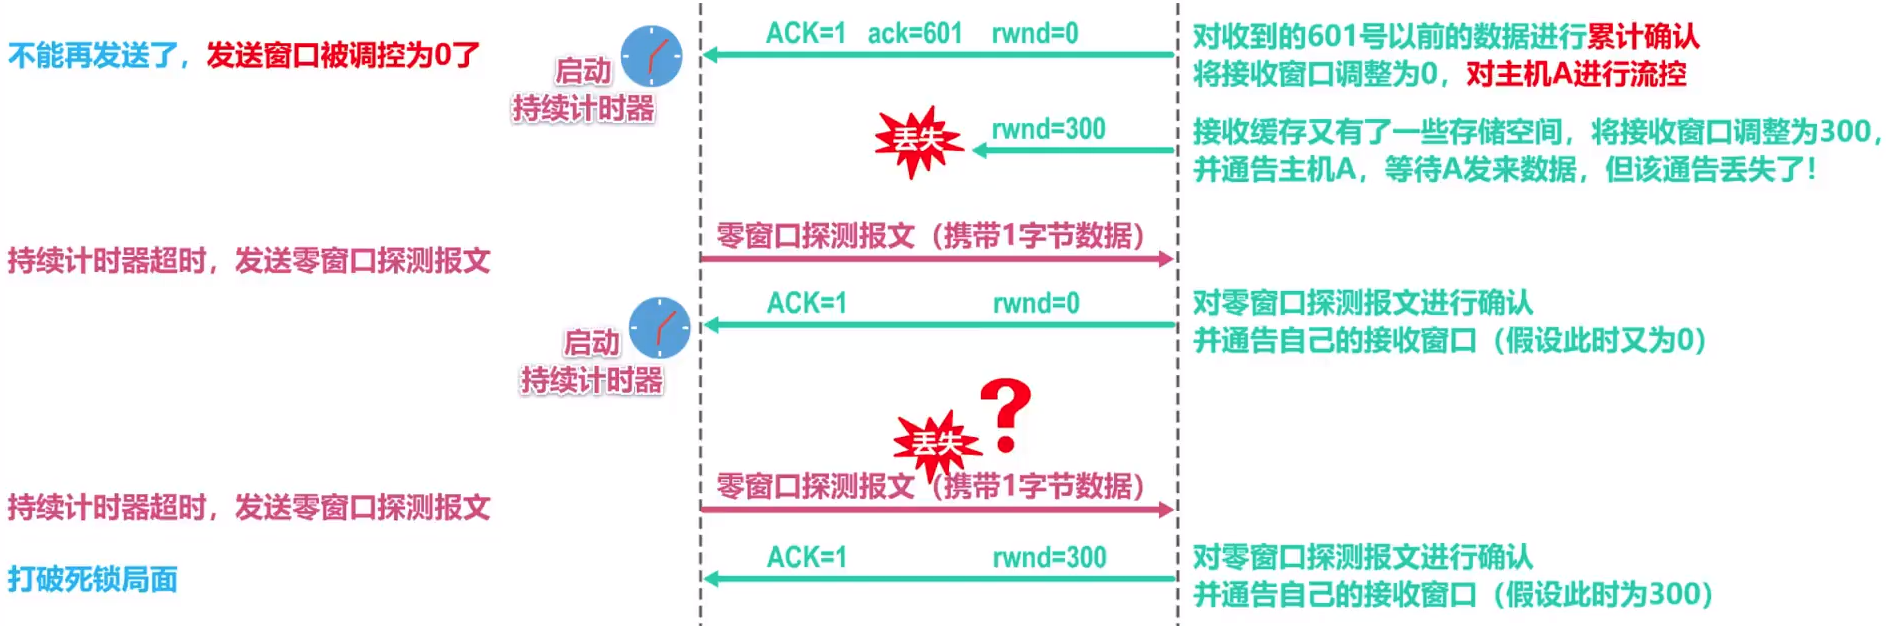 ACK=1 ack=601 rwnd=0
对收到的601号以前的数据进行累计确认
不能再发送了，发送窗口被调控为0了
启动
持续计时器
将接收窗口调整为0，对主机A进行流控
丢失
rwnd=300
接收缓存又有了一些存储空间，将接收窗口调整为300，
并通告主机A，等待A发来数据，但该通告丢失了！
零窗口探测报文（携带1字节数据）
持续计时器超时，发送零窗口探测报文
ACK=1 rwnd=0
对零窗口探测报文进行确认
启动
持续计时器
并通告自己的接收窗口（假设此时又为0）
?
丢失
零窗口探测报文（携带1字节数据）
持续计时器超时，发送零窗口探测报文
ACK=1 rwnd=300
对零窗口探测报文进行确认
打破死锁局面
并通告自己的接收窗口（假设此时为300）